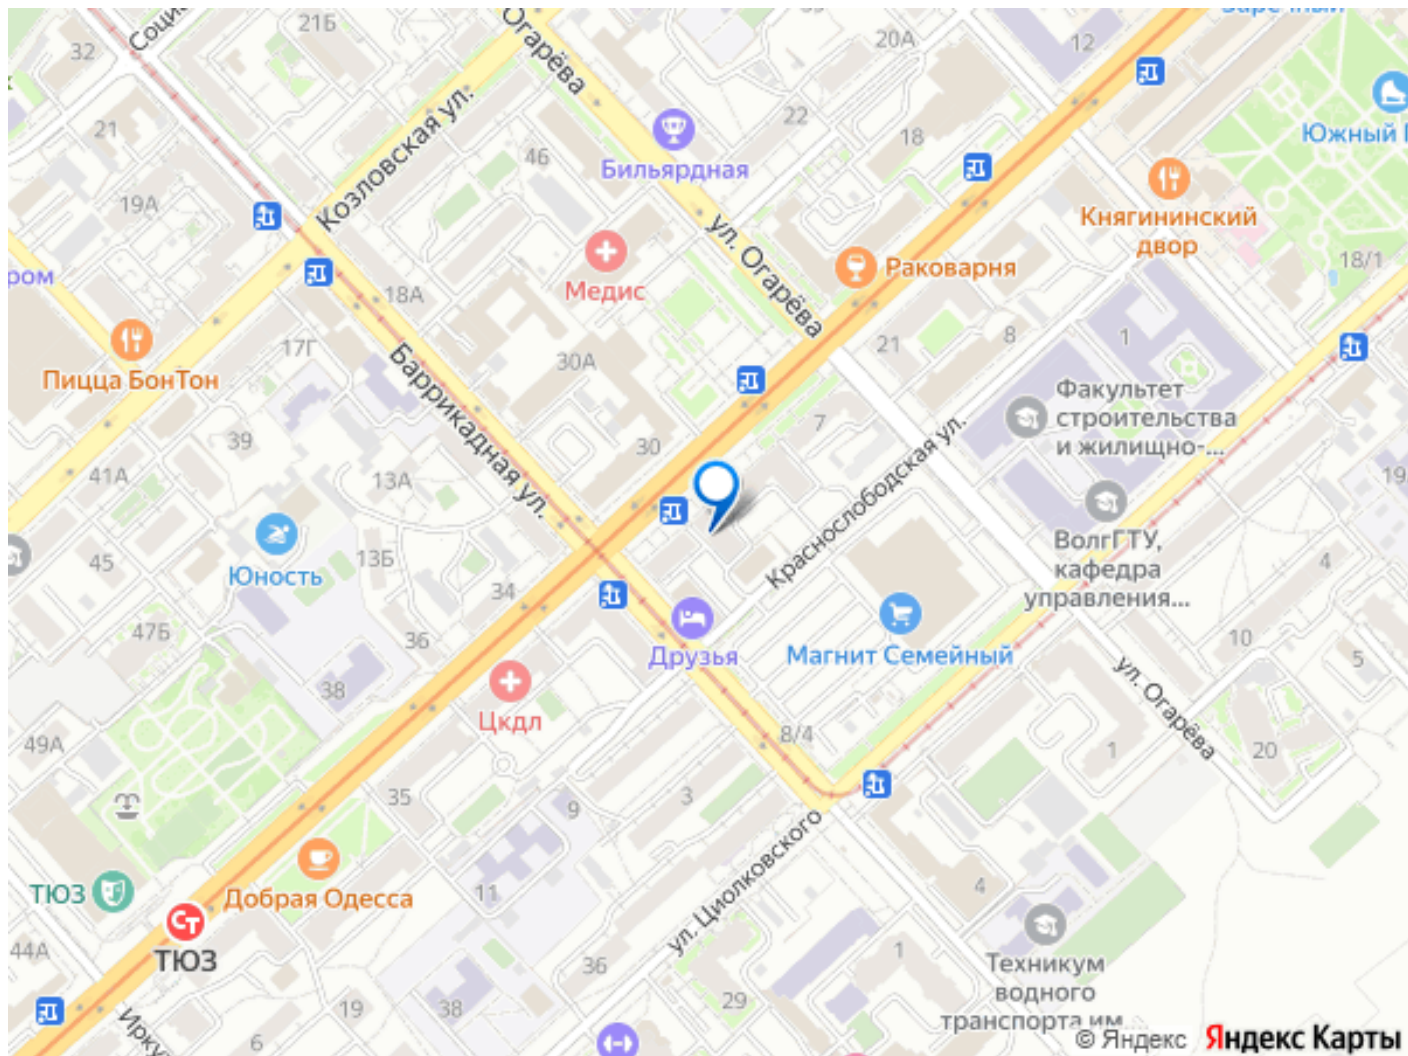 Социа
32
21Б
Огарёва
20А
12
Заречный
21
Козловская ул.
46
Бильярдная
22
18
Южный П
19А
Княгининский
двор
ул. Огарёва
Медис
Раковарня
18/1
ром
18А
17Г
30А
21
8
1
Пицца БонТон
Баррикадная ул.
Факультет
строительства
и жилищно-...
39
30
7
41А
13А
Краснослободская ул.
19
45
13Б
Юность
34
ВолгГТУ,
кафедра
управления...
4
47Б
36
Друзья
Магнит Семейный
10
5
ул. Огарёва
38
Цкдл
49А
8/4
1
20
35
9
3
ул. Циолковского
ТЮЗ
Добрая Одесса
11
4
Ст
ТЮЗ
44А
36
1
Техникум
водного
транспорта им....
19
38
29
Ирку
6
© Яндекс Яндекс Карты